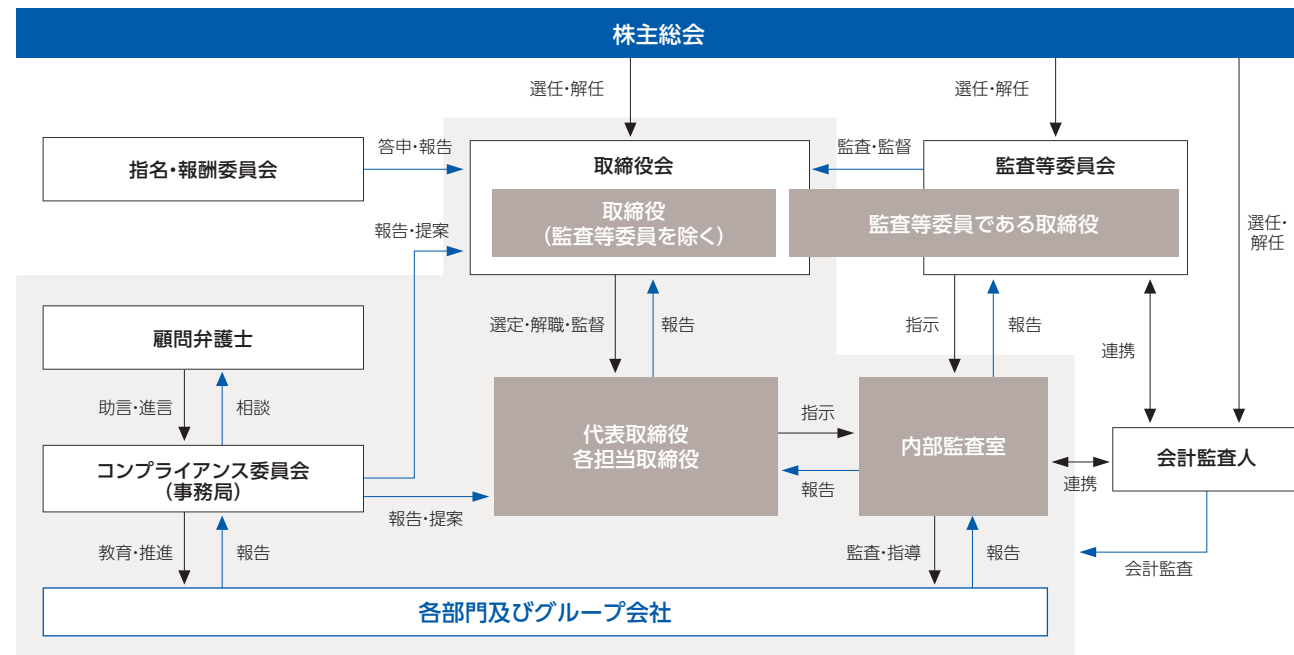 株主総会
選任・解任
選任・解任
選任・
解任
指名・報酬委員会
答申・報告
取締役会
監査・監督
監査等委員会
取締役
（監査等委員を除く）
監査等委員である取締役
報告・提案
顧問弁護士
選定・解職・監督
報告
指示
報告
連携
助言・進言
相談
代表取締役
各担当取締役
指示
報告
内部監査室
連携
会計監査人
コンプライアンス委員会
（事務局）
報告・提案
教育・推進
報告
監査・指導
報告
会計監査
各部門及びグループ会社